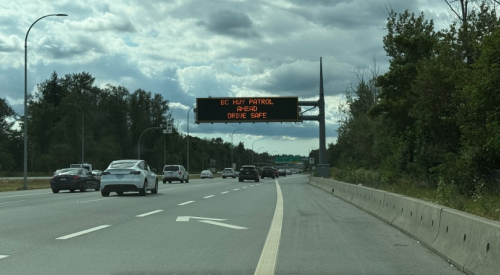 BC HWY PATROL
AHEAD
DRIVE SAFE